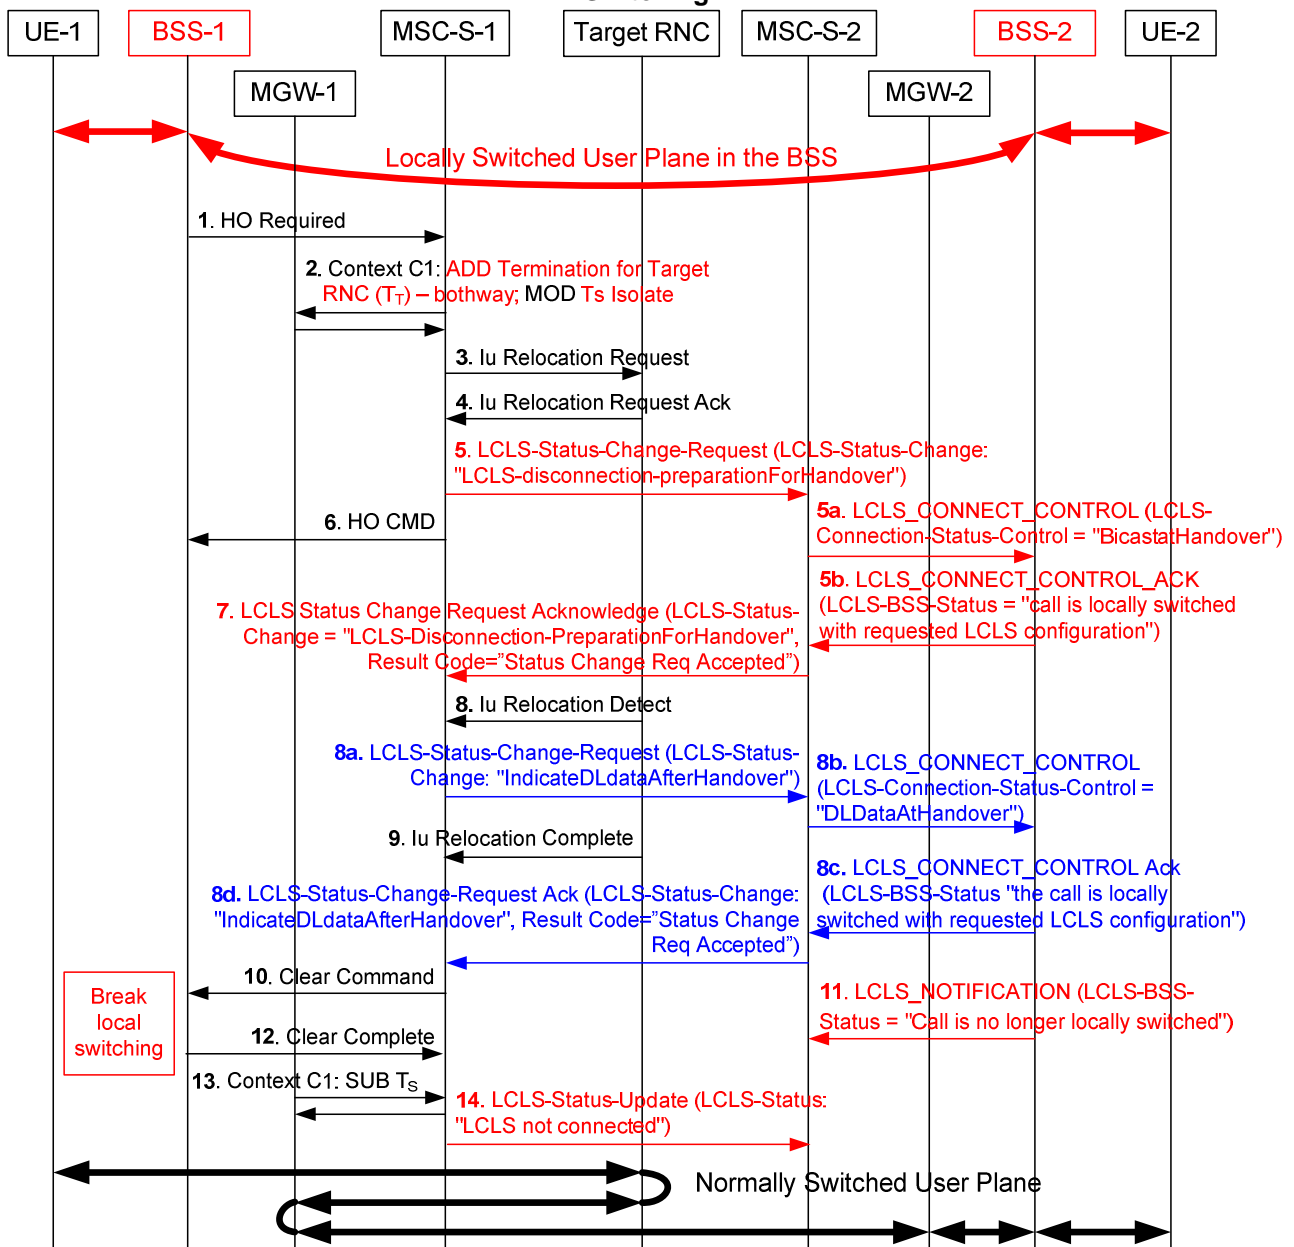 UE-1
BSS-1
MSC-S-1
Target RNC
MSC-S-2
BSS-2
UE-2
MGW-1
MGW-2
Locally Switched User Plane in the BSS
1. HO Required
2. Context C1: ADD Termination for Target
RNC (TT) – bothway; MOD Ts Isolate
3. Iu Relocation Request
4. Iu Relocation Request Ack
5. LCLS-Status-Change-Request (LCLS-Status-Change:
"LCLS-disconnection-preparationForHandover")
5a. LCLS_CONNECT_CONTROL (LCLS-
Connection-Status-Control = "BicastatHandover")
6. HO CMD
5b. LCLS_CONNECT_CONTROL_ACK
(LCLS-BSS-Status = "call is locally switched
with requested LCLS configuration")
7. LCLS Status Change Request Acknowledge (LCLS-Status-
Change = "LCLS-Disconnection-PreparationForHandover",
Result Code=”Status Change Req Accepted”)
8. Iu Relocation Detect
8a. LCLS-Status-Change-Request (LCLS-Status-
Change: "IndicateDLdataAfterHandover")
8b. LCLS_CONNECT_CONTROL
(LCLS-Connection-Status-Control =
"DLDataAtHandover")
9. Iu Relocation Complete
8c. LCLS_CONNECT_CONTROL Ack
(LCLS-BSS-Status "the call is locally
switched with requested LCLS configuration")
8d. LCLS-Status-Change-Request Ack (LCLS-Status-Change:
"IndicateDLdataAfterHandover", Result Code=”Status Change
Req Accepted”)
10. Clear Command
Break
local
switching
11. LCLS_NOTIFICATION (LCLS-BSS-
Status = "Call is no longer locally switched")
12. Clear Complete
13. Context C1: SUB TS
14. LCLS-Status-Update (LCLS-Status:
"LCLS not connected")
Normally Switched User Plane